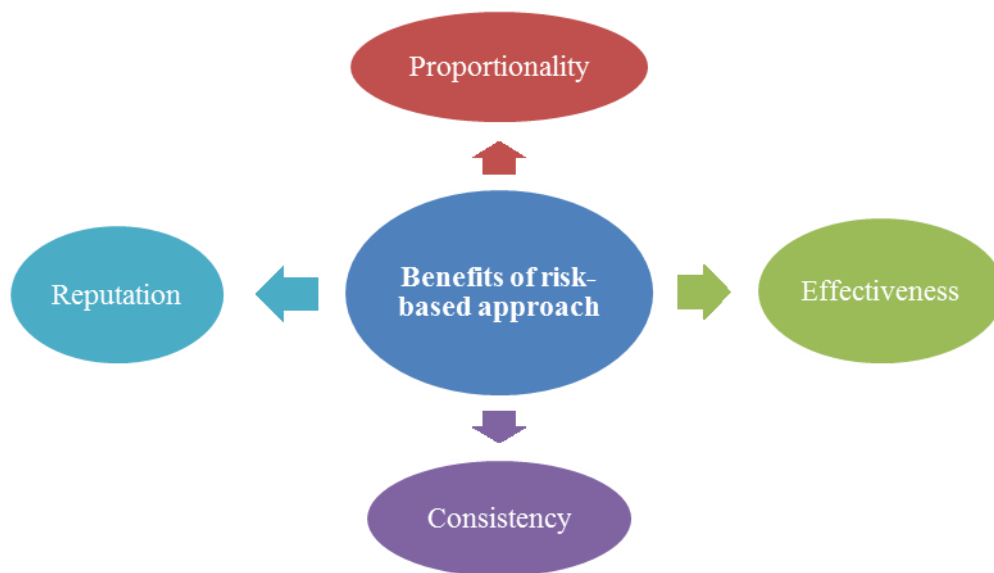 Proportionality
Reputation
Benefits of risk-
based approach
Effectiveness
Consistency